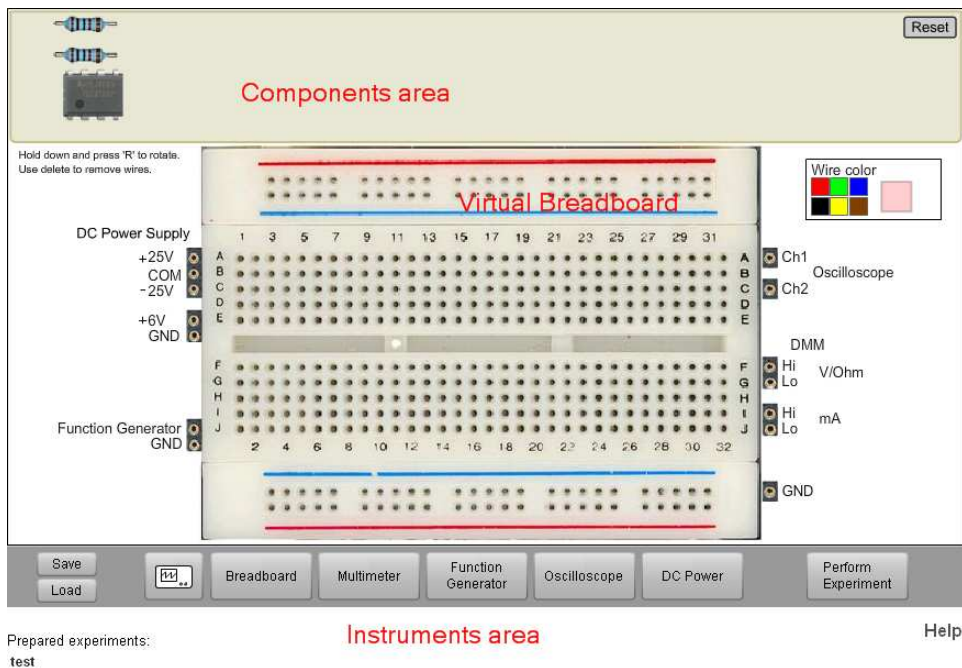 Reset
Components area
Hold down and press 'R' to rotate.
Use delete to remove wires.
Wire color
Virtual Breadboard
DC Power Supply
1 3 5 7 9 11 13 15 17 19 21 23 25 27 29 31
+25V A A Ch1
COM B B Oscilloscope
-25V C C Ch2
D D
+6V E E
GND
DMM
F F Hi V/Ohm
G G Lo
H H
I I Hi mA
Function Generator J J Lo
GND
2 4 6 8 10 12 14 16 18 20 22 24 26 28 30 32
GND
Save
Load
Breadboard
Multimeter
Function
Generator
Oscilloscope
DC Power
Perform
Experiment
Instruments area
Help
Prepared experiments:
test